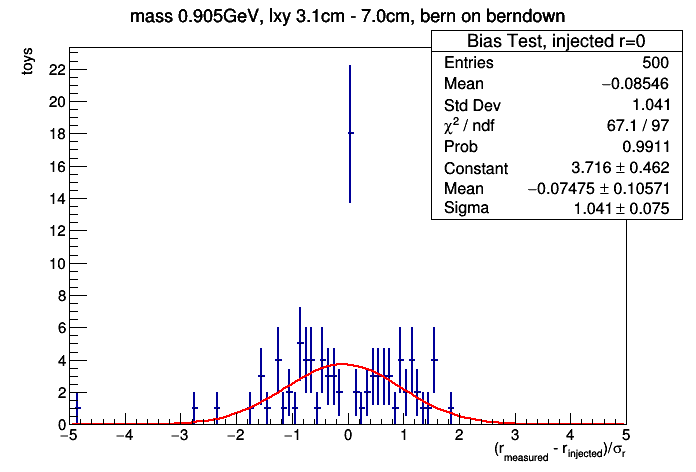 mass 0.905GeV, lxy 3.1cm - 7.0cm, bern on berndown
Bias Test, injected r=0
Entries 500
Mean −0.08546
Std Dev 1.041
χ² / ndf 67.1 / 97
Prob 0.9911
Constant 3.716 ± 0.462
Mean −0.07475 ± 0.10571
Sigma 1.041 ± 0.075
toys
22
20
18
16
14
12
10
8
6
4
2
0
−5 −4 −3 −2 −1 0 1 2 3 4 5
(r_measured - r_injected)/σ_r